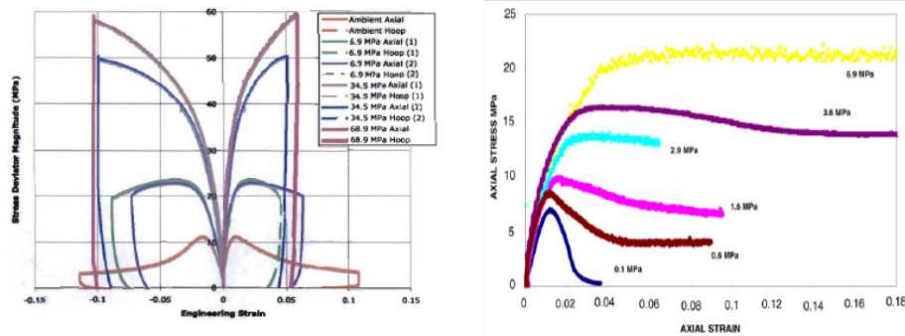 60
50
40
30
20
10
0
-0.15
-0.1
-0.05
0
0.05
0.1
0.15
Stress Deviator Magnitude (MPa)
Engineering Strain
Ambient Axial
Ambient Hoop
6.9 MPa Axial (1)
6.9 MPa Hoop (1)
6.9 MPa Axial (2)
6.9 MPa Hoop (2)
34.5 MPa Axial (1)
34.5 MPa Hoop (1)
34.5 MPa Axial (2)
34.5 MPa Hoop (2)
68.9 MPa Axial
68.9 MPa Hoop
25
20
15
10
5
0
0
0.02
0.04
0.06
0.08
0.1
0.12
0.14
0.16
0.18
AXIAL STRESS MPa
AXIAL STRAIN
6.9 MPa
3.6 MPa
2.9 MPa
1.6 MPa
0.6 MPa
0.1 MPa